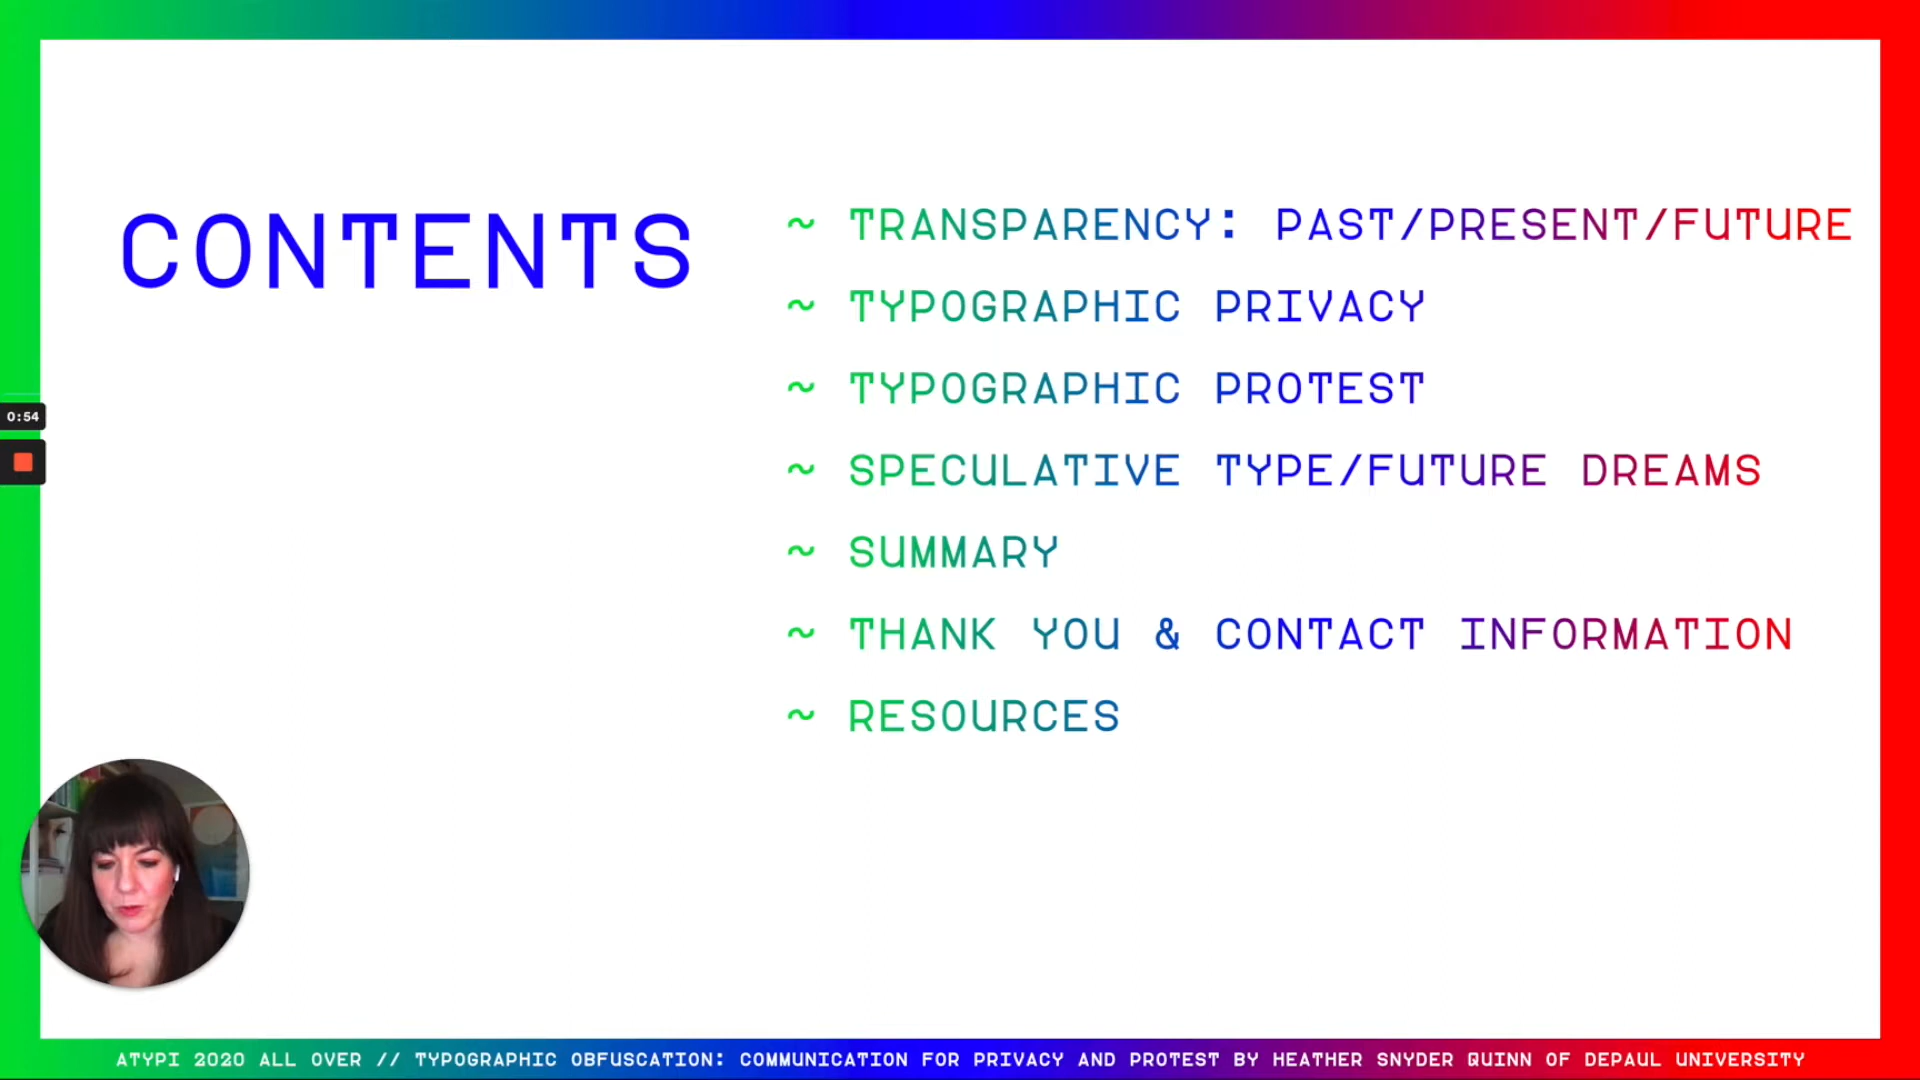 CONTENTS
~ TRANSPARENCY: PAST/PRESENT/FUTURE
~ TYPOGRAPHIC PRIVACY
~ TYPOGRAPHIC PROTEST
~ SPECULATIVE TYPE/FUTURE DREAMS
~ SUMMARY
~ THANK YOU & CONTACT INFORMATION
~ RESOURCES
0:54
ATYPI 2020 ALL OVER // TYPOGRAPHIC OBFUSCATION: COMMUNICATION FOR PRIVACY AND PROTEST BY HEATHER SNYDER QUINN OF DEPAUL UNIVERSITY